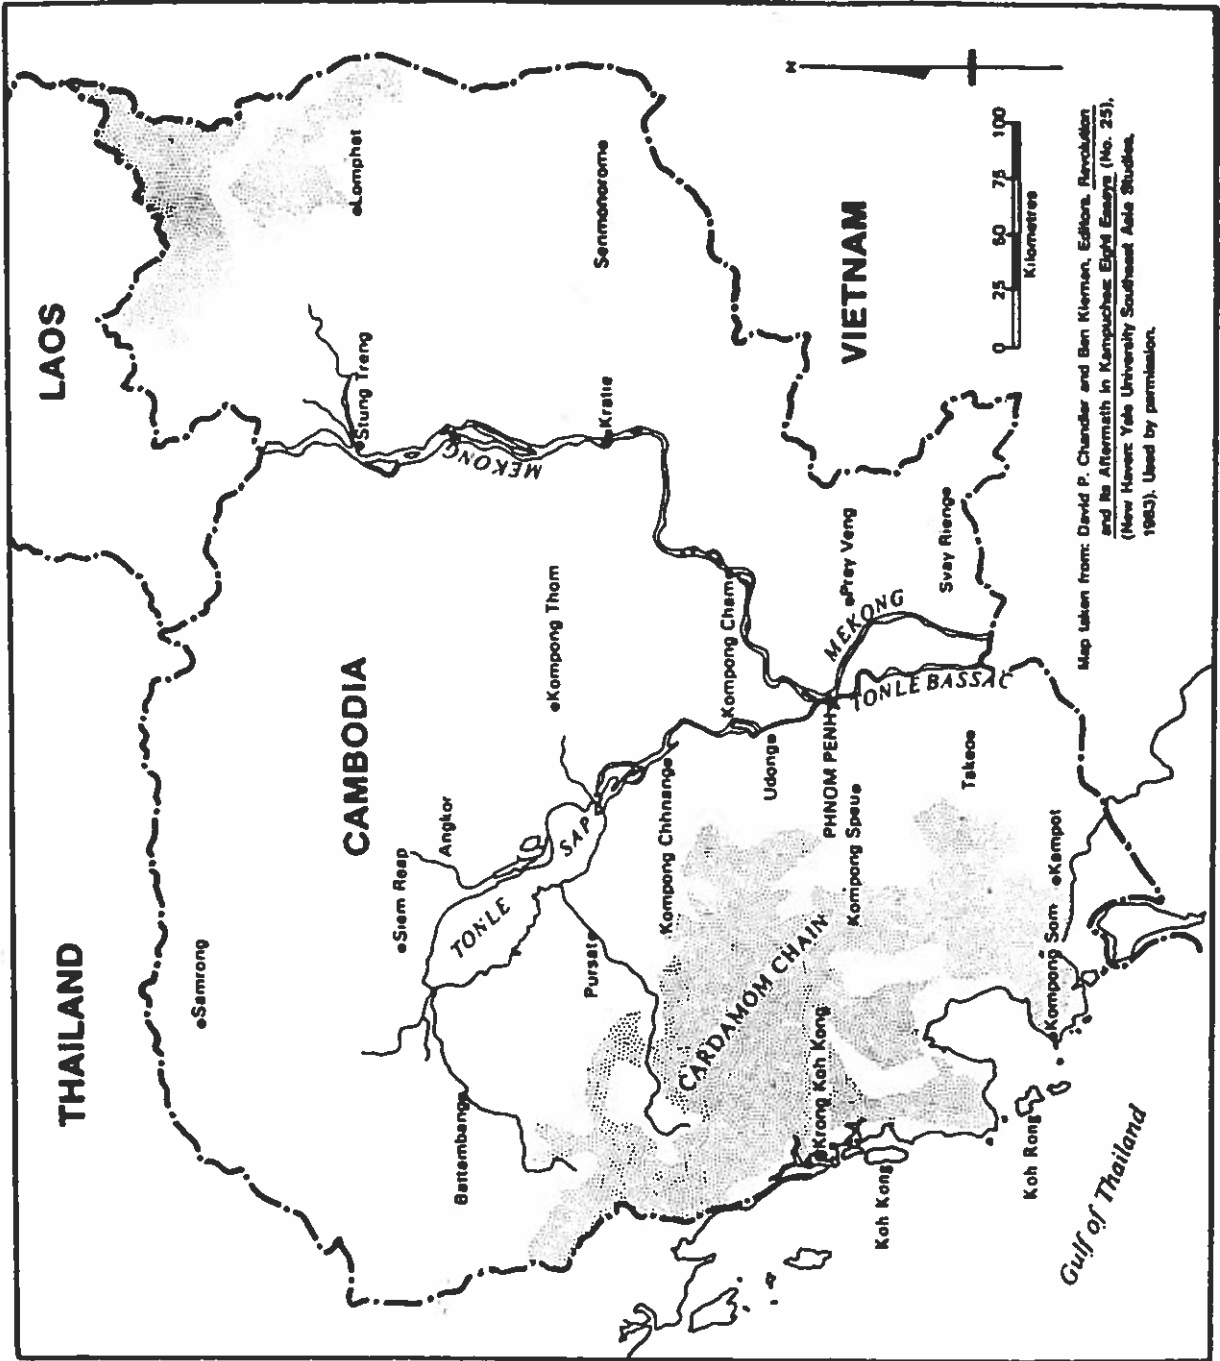 THAILAND
LAOS
Samrong
CAMBODIA
Siem Reap
Angkor
Stung Treng
Lomphat
Battambang
TONLE
SAP
MEKONG
Kompong Thom
Pursat
Kratie
Senmonorome
Kompong Chhnang
CARDAMOM CHAIN
Kompong Cham
Udong
Krong Koh Kong
PHNOM PENH
Kompong Speu
MEKONG
Prey Veng
VIETNAM
Koh Kong
TONLE BASSAC
Svay Rieng
Takeo
Koh Rong
Kompong Som
Kampot
Gulf of Thailand
N
0 25 50 75 100
Kilometres
Map taken from: David P. Chandler and Ben Kiernan, Editors, Revolution
and its Aftermath in Kampuchea: Eight Essays (No. 25),
(New Haven: Yale University Southeast Asia Studies,
1983). Used by permission.